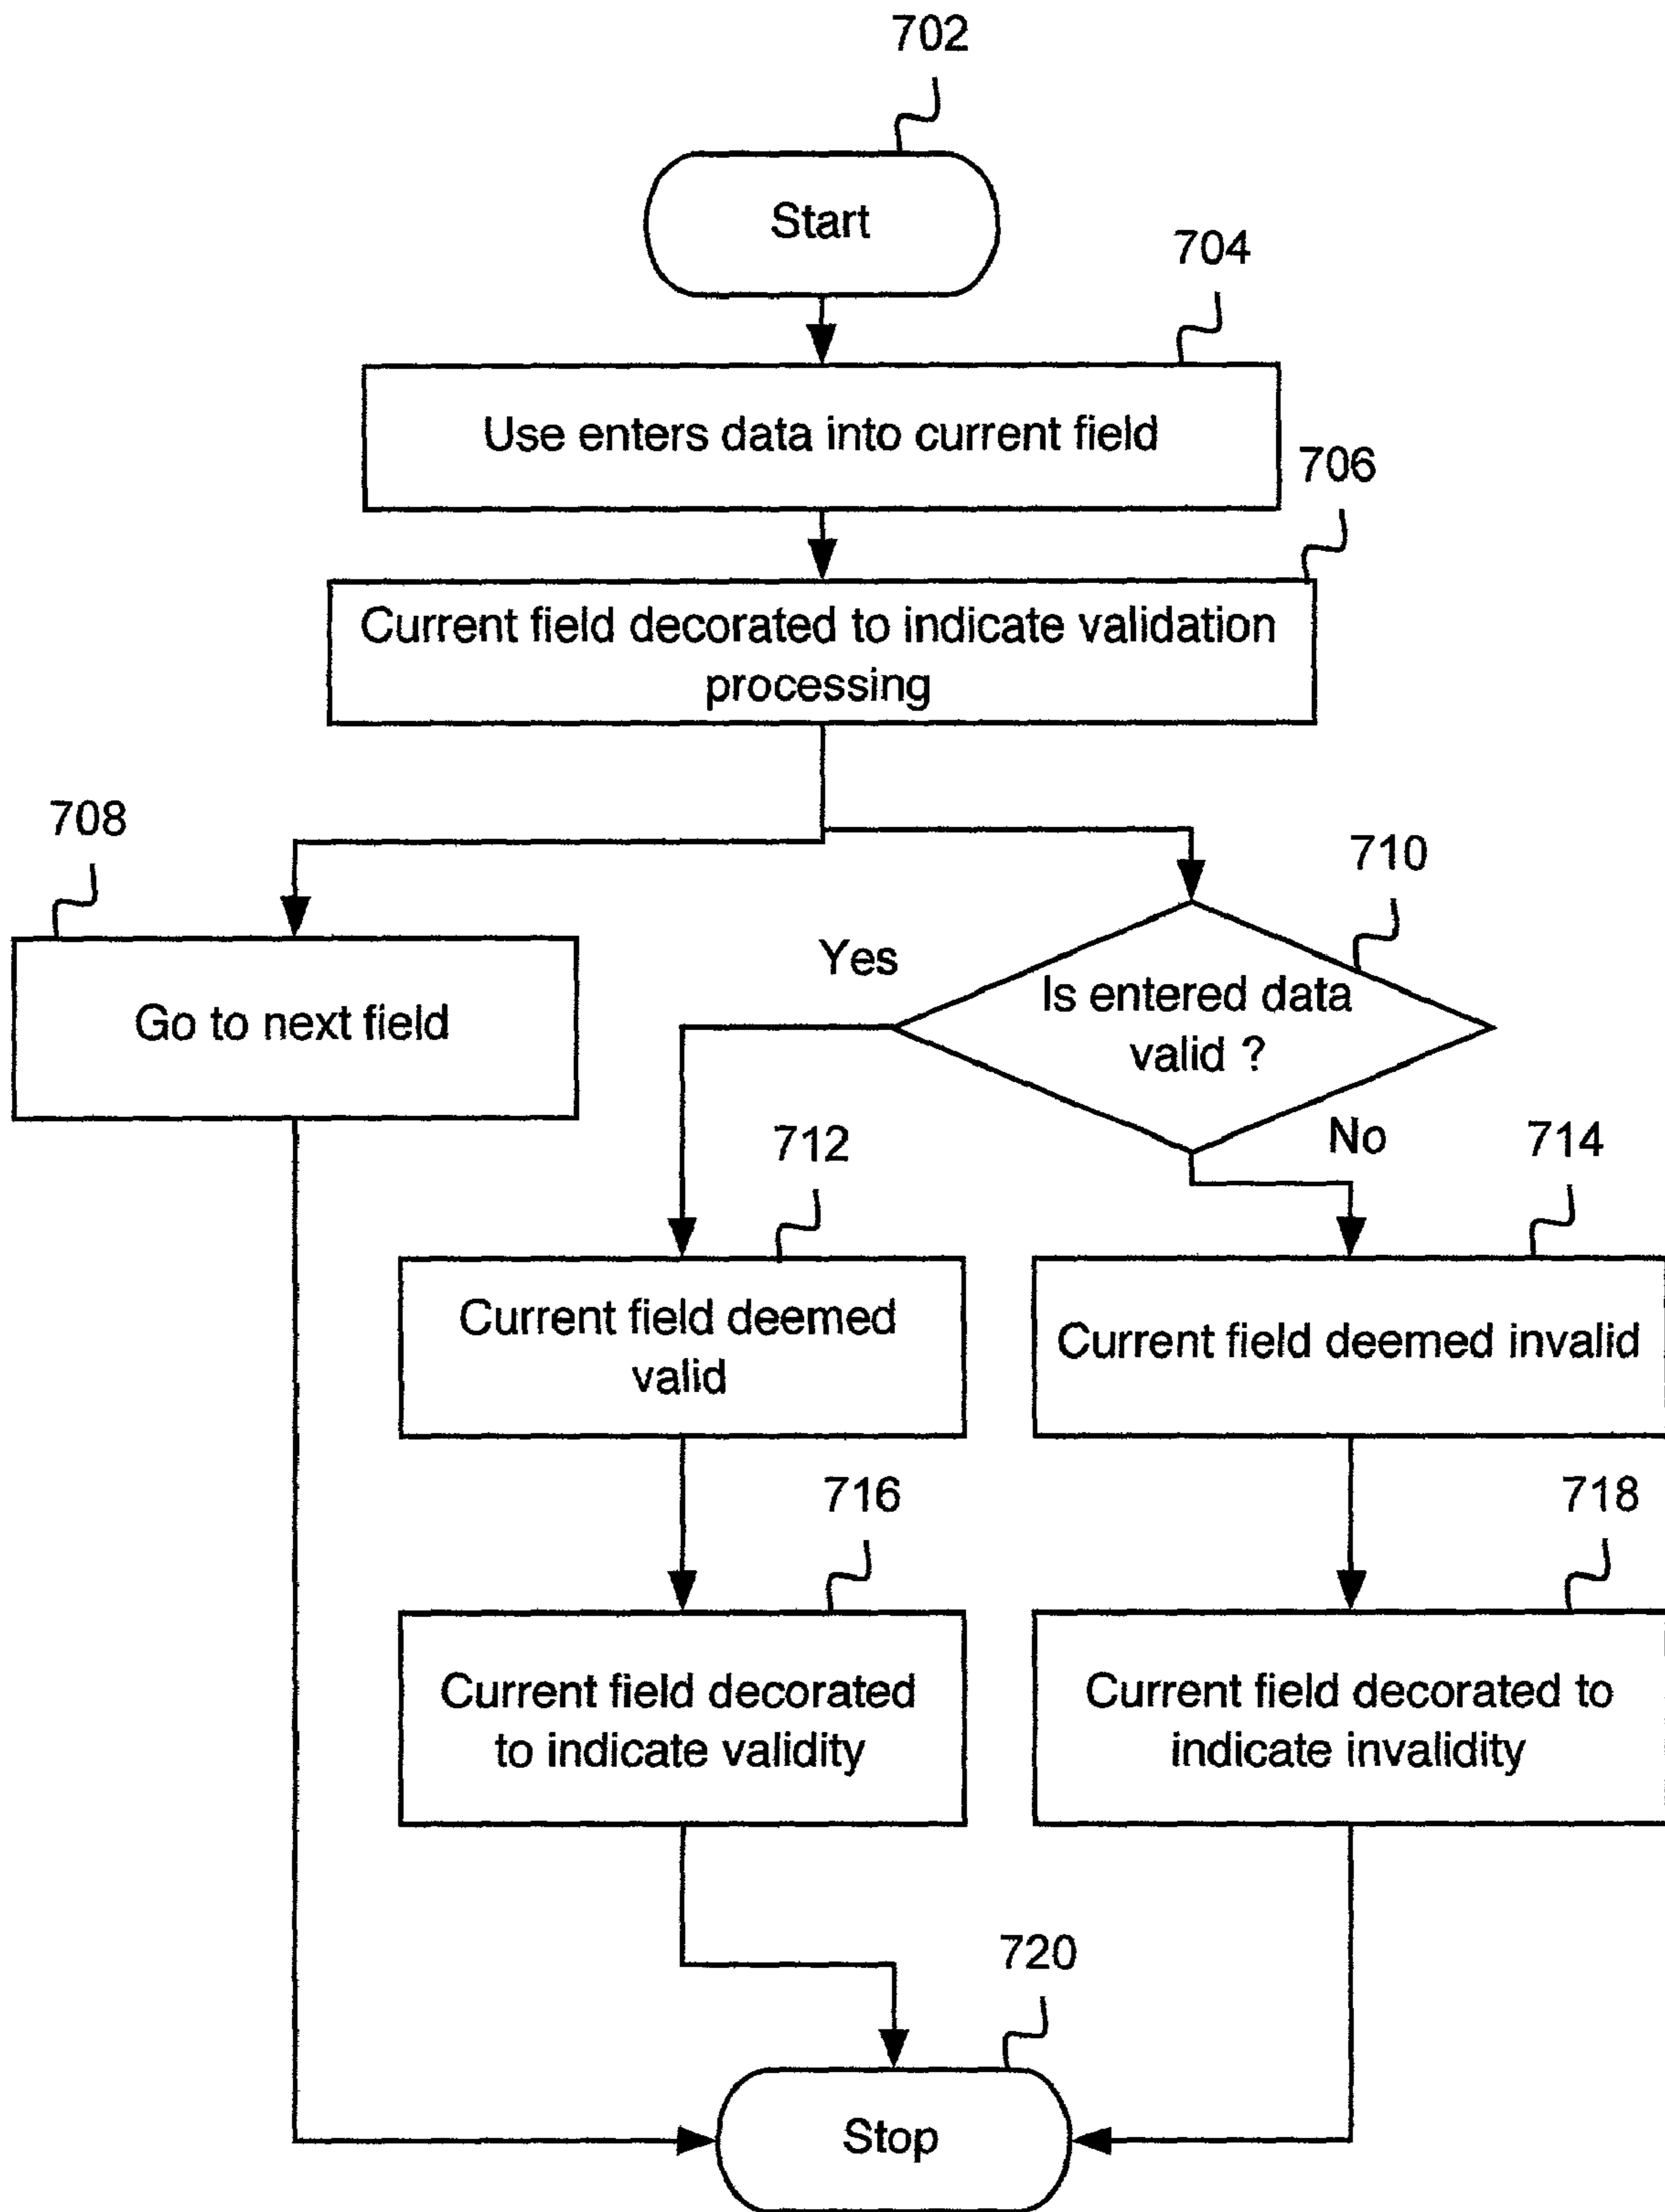 702
Start
704
Use enters data into current field
706
Current field decorated to indicate validation
processing
708
Go to next field
710
Yes
Is entered data
valid ?
No
712
714
Current field deemed
valid
Current field deemed invalid
716
718
Current field decorated
to indicate validity
Current field decorated to
indicate invalidity
720
Stop